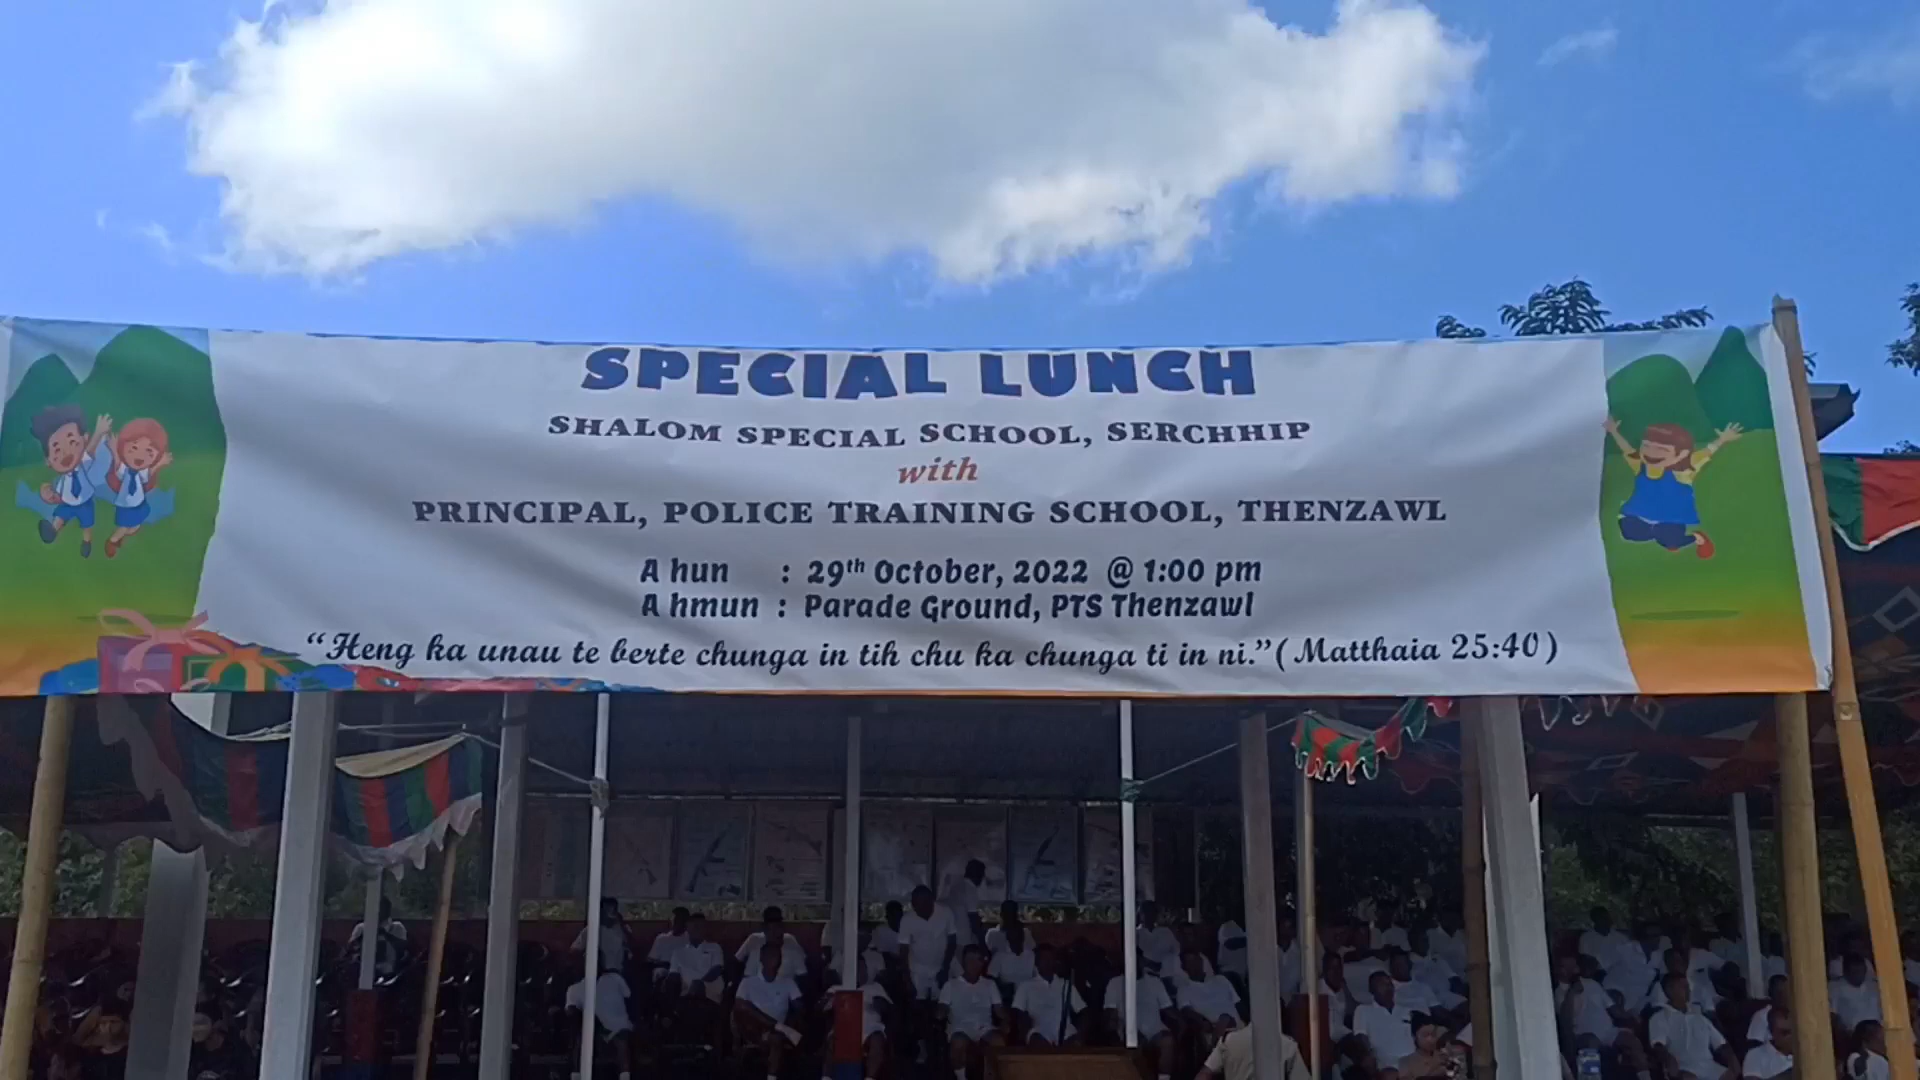 SPECIAL LUNCH
SHALOM SPECIAL SCHOOL, SERCHHIP
with
PRINCIPAL, POLICE TRAINING SCHOOL, THENZAWL
A hun : 29th October, 2022 @ 1:00 pm
A hmun : Parade Ground, PTS Thenzawl
“Heng ka unau te berte chunga in tih chu ka chunga ti in ni.” (Matthaia 25:40)